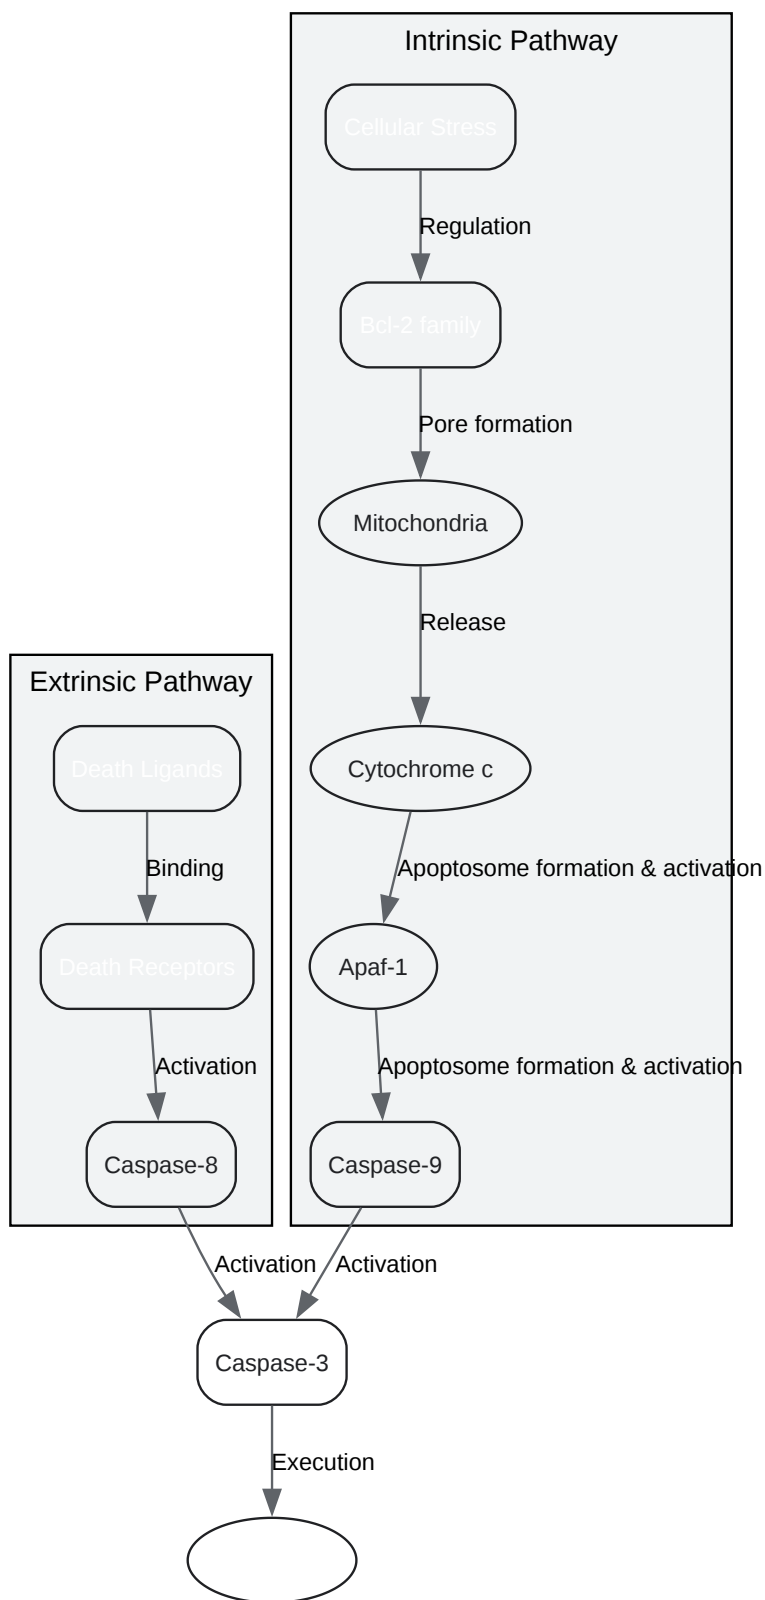 Intrinsic Pathway
Cellular Stress
Regulation
Bcl-2 family
Pore formation
Mitochondria
Release
Extrinsic Pathway
Death Ligands
Cytochrome c
Binding
Apoptosome formation & activation
Death Receptors
Apaf-1
Activation
Apoptosome formation & activation
Caspase-8
Caspase-9
Activation
Activation
Caspase-3
Execution